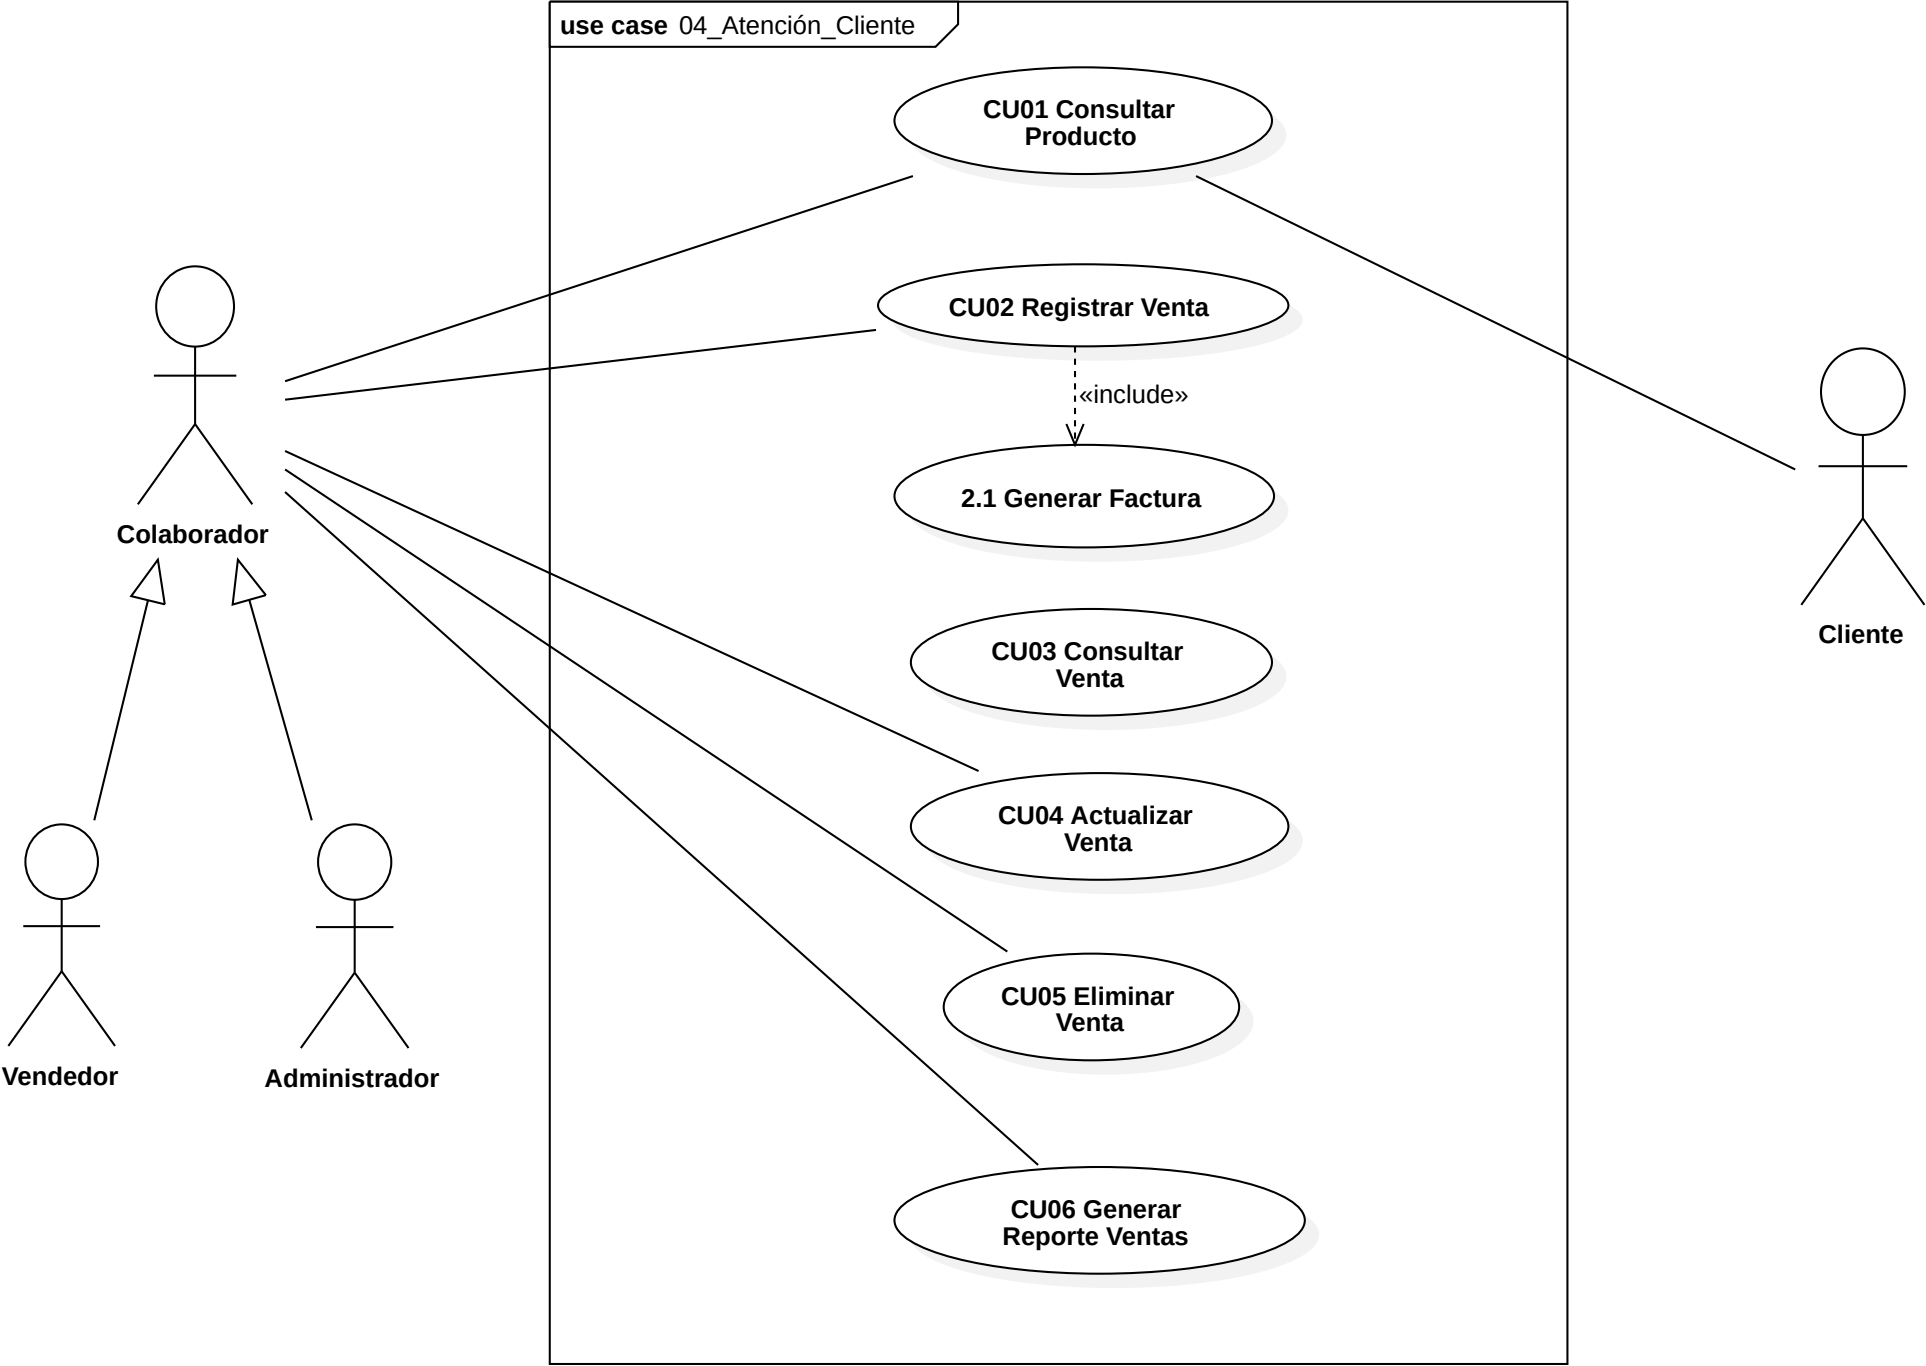 use case 04_Atención_Cliente
CU01 Consultar
Producto
CU02 Registrar Venta
«include»
2.1 Generar Factura
Colaborador
CU03 Consultar
Venta
Cliente
CU04 Actualizar
Venta
CU05 Eliminar
Venta
Vendedor
Administrador
CU06 Generar
Reporte Ventas